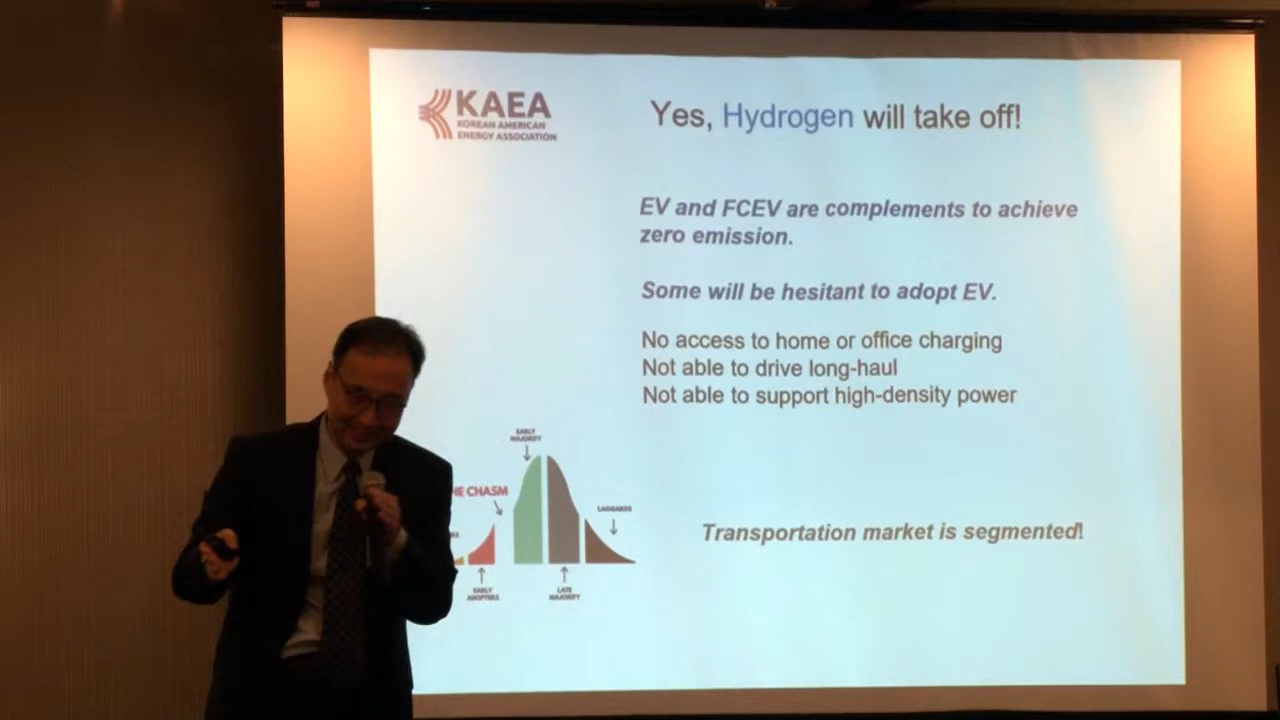 KAEA
KOREAN AMERICAN
ENERGY ASSOCIATION
Yes, Hydrogen will take off!
EV and FCEV are complements to achieve
zero emission.
Some will be hesitant to adopt EV.
No access to home or office charging
Not able to drive long-haul
Not able to support high-density power
EARLY
MAJORITY
HE CHASM
LAGGARDS
EARLY
ADOPTERS
LATE
MAJORITY
Transportation market is segmented!